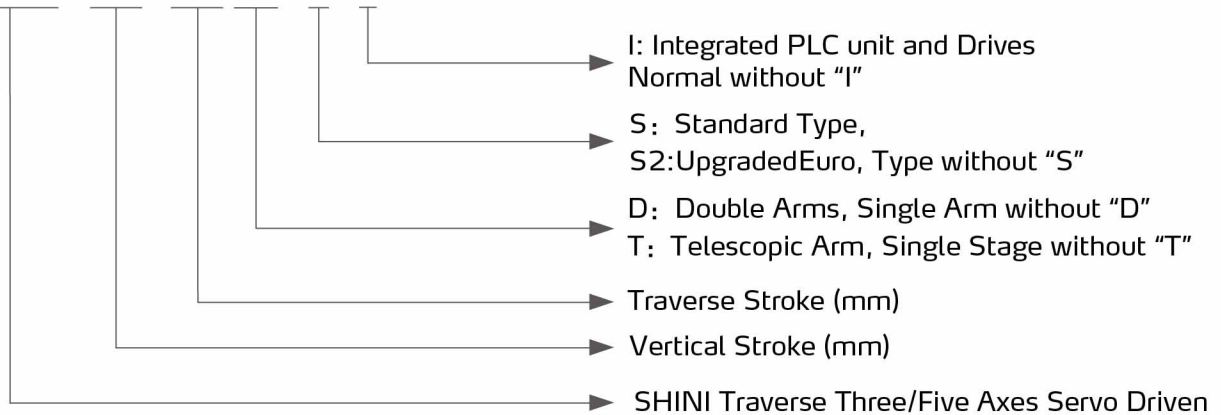 I: Integrated PLC unit and Drives
Normal without “I”
S: Standard Type,
S2:UpgradedEuro, Type without “S”
D: Double Arms, Single Arm without “D”
T: Telescopic Arm, Single Stage without “T”
Traverse Stroke (mm)
Vertical Stroke (mm)
SHINI Traverse Three/Five Axes Servo Driven